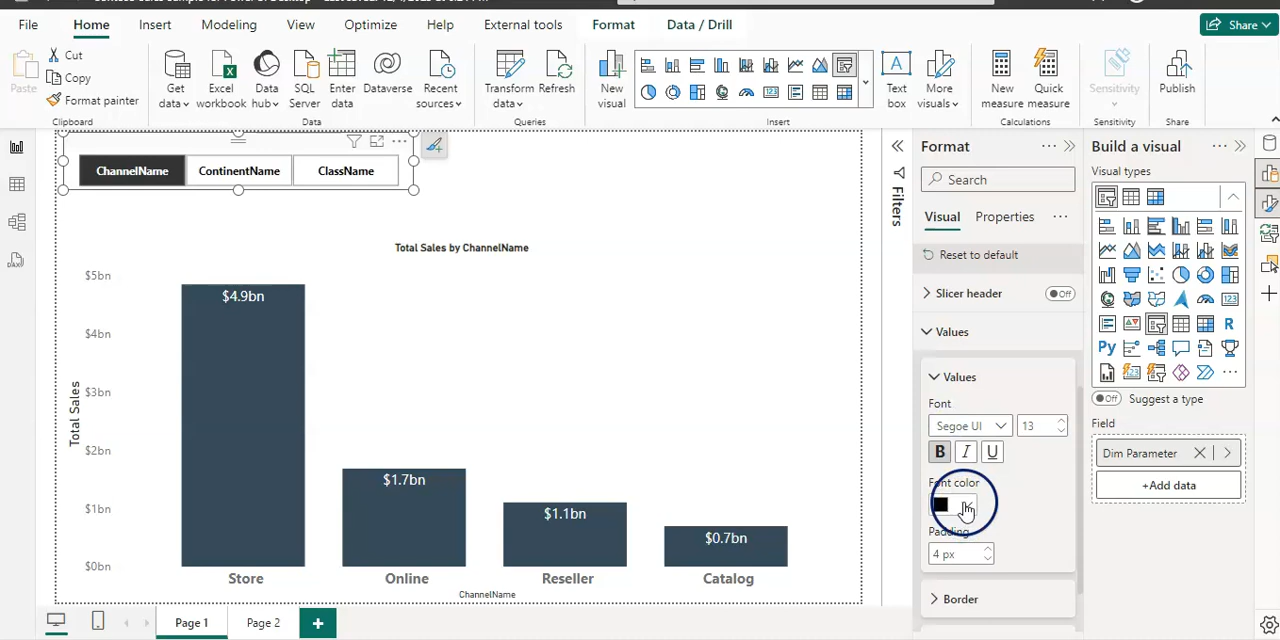 File Home Insert Modeling View Optimize Help External tools Format Data / Drill Share
Paste Cut Copy Format painter
Get data Excel workbook Data hub SQL Server Enter data Dataverse Recent sources Transform data Refresh New visual Text box More visuals New measure Quick measure Sensitivity Publish
Clipboard Data Queries Insert Calculations Sensitivity Share
ChannelName ContinentName ClassName
Total Sales by ChannelName
Total Sales
$5bn
$4bn
$3bn
$2bn
$1bn
$0bn
$4.9bn
$1.7bn
$1.1bn
$0.7bn
Store Online Reseller Catalog
ChannelName
Page 1 Page 2
Filters
Format
Search
Visual Properties
Reset to default
Slicer header Off
Values
Values
Font
Segoe UI 13
B I U
Font color
Padding
4 px
Border
Build a visual
Visual types
123
R
Py
Off Suggest a type
Field
Dim Parameter
+Add data